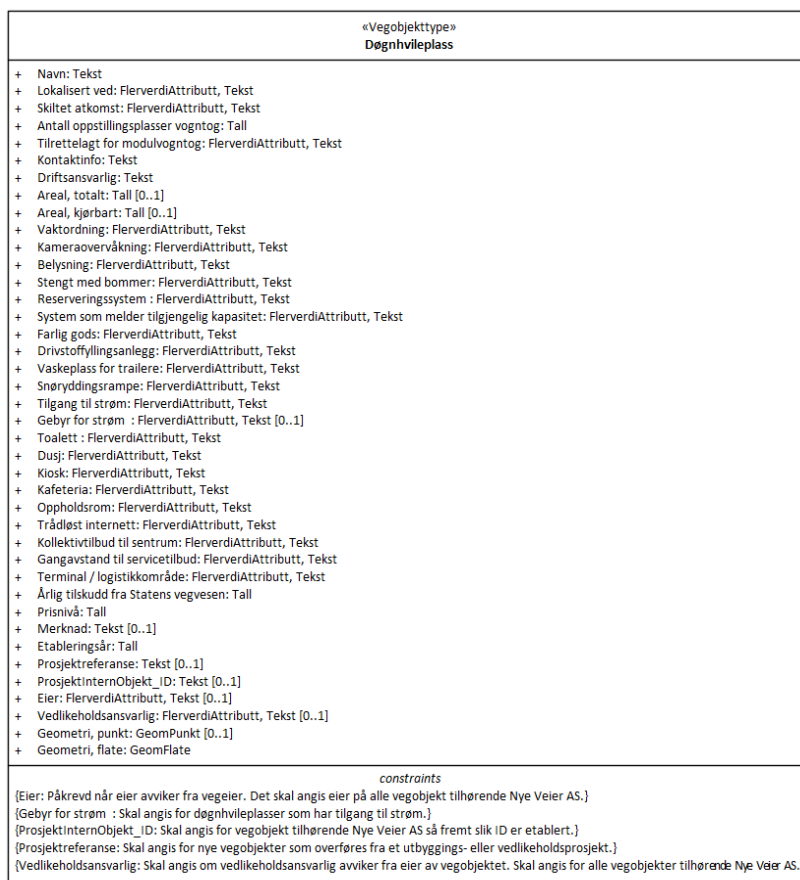 «Vegobjekttype»
Døgnhvileplass
+ Navn: Tekst
+ Lokalisert ved: FlerverdiAttributt, Tekst
+ Skiltet atkomst: FlerverdiAttributt, Tekst
+ Antall oppstillingsplasser vogntog: Tall
+ Tilrettelagt for modulvogntog: FlerverdiAttributt, Tekst
+ Kontaktinfo: Tekst
+ Driftsansvarlig: Tekst
+ Areal, totalt: Tall [0..1]
+ Areal, kjørbart: Tall [0..1]
+ Vaktordning: FlerverdiAttributt, Tekst
+ Kameraovervåkning: FlerverdiAttributt, Tekst
+ Belysning: FlerverdiAttributt, Tekst
+ Stengt med bommer: FlerverdiAttributt, Tekst
+ Reserveringssystem : FlerverdiAttributt, Tekst
+ System som melder tilgjengelig kapasitet: FlerverdiAttributt, Tekst
+ Farlig gods: FlerverdiAttributt, Tekst
+ Drivstoffyllingsanlegg: FlerverdiAttributt, Tekst
+ Vaskeplass for trailere: FlerverdiAttributt, Tekst
+ Snøryddingsrampe: FlerverdiAttributt, Tekst
+ Tilgang til strøm: FlerverdiAttributt, Tekst
+ Gebyr for strøm : FlerverdiAttributt, Tekst [0..1]
+ Toalett : FlerverdiAttributt, Tekst
+ Dusj: FlerverdiAttributt, Tekst
+ Kiosk: FlerverdiAttributt, Tekst
+ Kafeteria: FlerverdiAttributt, Tekst
+ Oppholdsrom: FlerverdiAttributt, Tekst
+ Trådløst internett: FlerverdiAttributt, Tekst
+ Kollektivtilbud til sentrum: FlerverdiAttributt, Tekst
+ Gangavstand til servicetilbud: FlerverdiAttributt, Tekst
+ Terminal / logistikkområde: FlerverdiAttributt, Tekst
+ Årlig tilskudd fra Statens vegvesen: Tall
+ Prisnivå: Tall
+ Merknad: Tekst [0..1]
+ Etableringsår: Tall
+ Prosjektreferanse: Tekst [0..1]
+ ProsjektInternObjekt_ID: Tekst [0..1]
+ Eier: FlerverdiAttributt, Tekst [0..1]
+ Vedlikeholdsansvarlig: FlerverdiAttributt, Tekst [0..1]
+ Geometri, punkt: GeomPunkt [0..1]
+ Geometri, flate: GeomFlate
constraints
{Eier: Påkrevd når eier avviker fra vegeier. Det skal angis eier på alle vegobjekt tilhørende Nye Veier AS.}
{Gebyr for strøm : Skal angis for døgnhvileplasser som har tilgang til strøm.}
{ProsjektInternObjekt_ID: Skal angis for vegobjekt tilhørende Nye Veier AS så fremt slik ID er etablert.}
{Prosjektreferanse: Skal angis for nye vegobjekter som overføres fra et utbyggings- eller vedlikeholdsprosjekt.}
{Vedlikeholdsansvarlig: Skal angis om vedlikeholdsansvarlig avviker fra eier av vegobjektet. Skal angis for alle vegobjekter tilhørende Nye Veier AS.